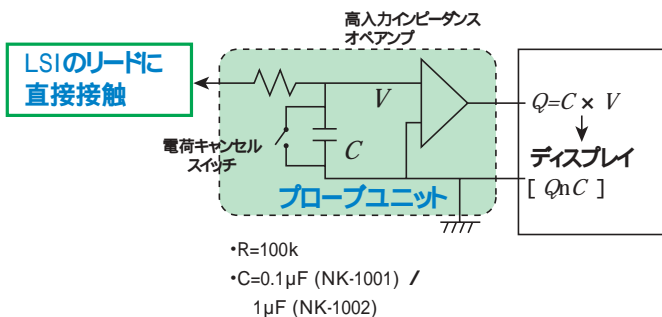 高入力インピーダンス
オペアンプ
LSIのリードに
直接接触
V
Q=C × V
電荷キャンセル
スイッチ
C
ディスプレイ
[ QnC ]
プローブユニット
•R=100k
•C=0.1µF (NK-1001) /
1µF (NK-1002)